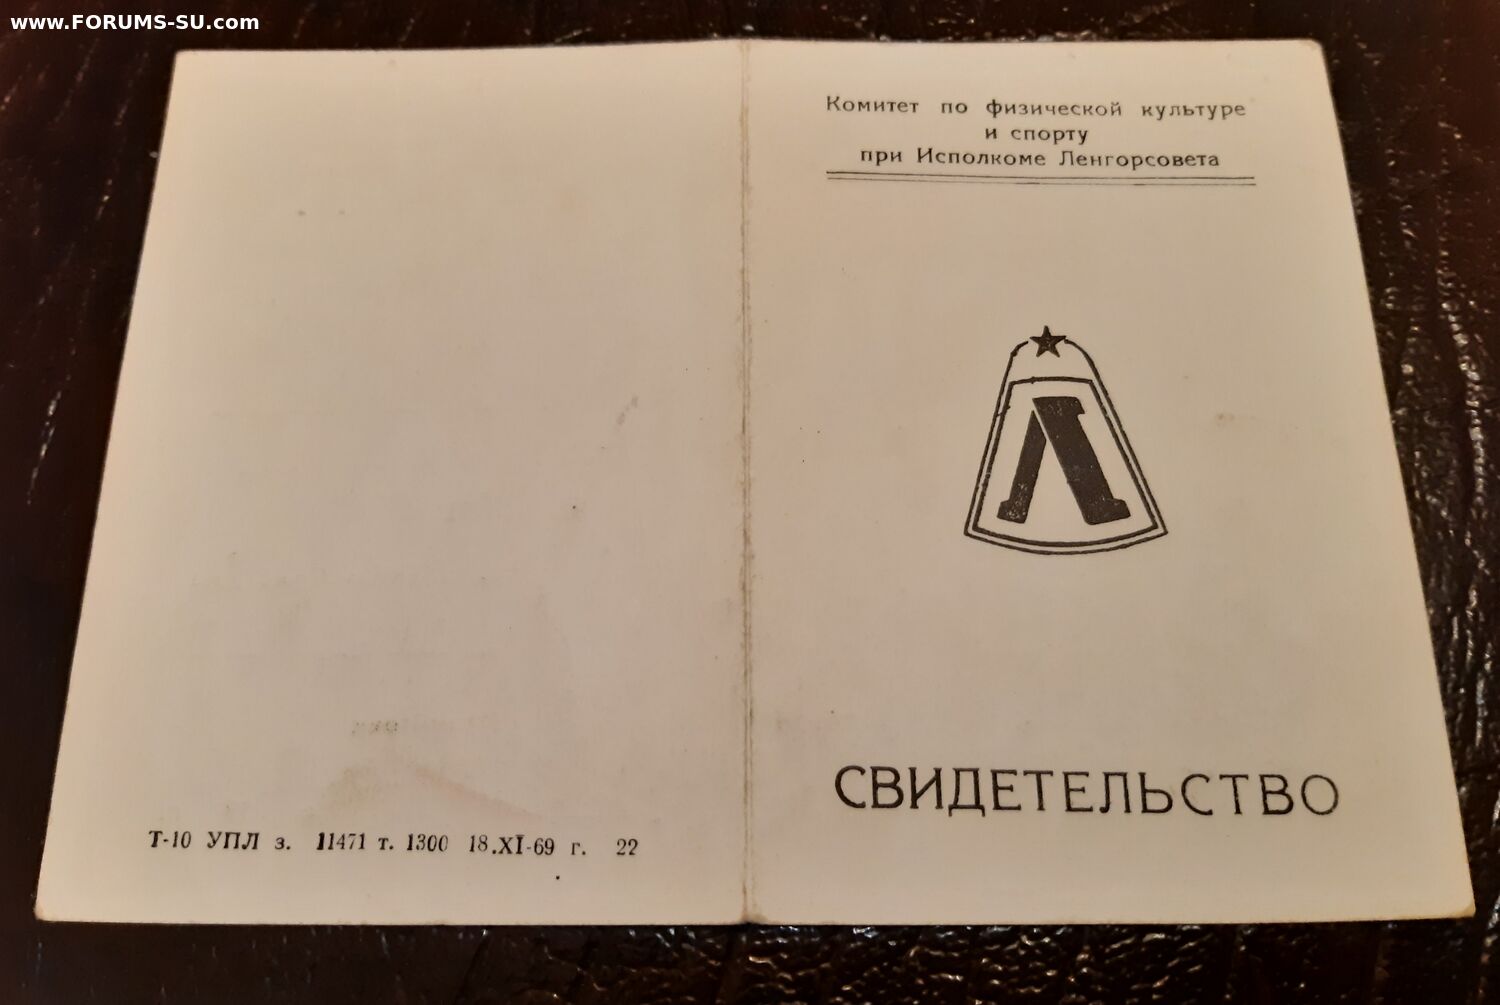 www.FORUMS-SU.com
Комитет по физической культуре
и спорту
при Исполкоме Ленгорсовета
Л
СВИДЕТЕЛЬСТВО
Т-10 УПЛ з. 11471 т. 1300 18.XI-69 г. 22